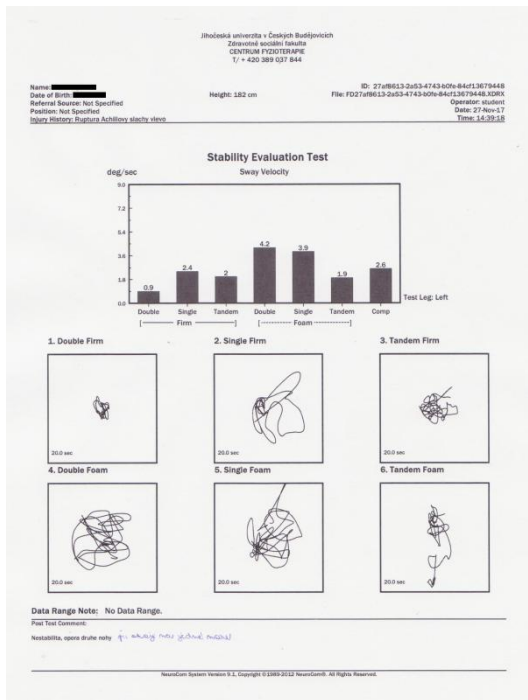 Jihočeská univerzita v Českých Budějovicích
Zdravotně sociální fakulta
CENTRUM FYZIOTERAPIE
T/ + 420 389 037 844
Name:
Date of Birth:
Referral Source: Not Specified
Position: Not Specified
Injury History: Ruptura Achillovy slachy vlevo
Height: 182 cm
ID: 27af8613-2a53-4743-b0fe-84cf13679448
File: FD27af8613-2a53-4743-b0fe-84cf13679448.XDRX
Operator: student
Date: 27-Nov-17
Time: 14:39:18
Stability Evaluation Test
deg/sec
Sway Velocity
9.0
7.2
5.4
3.6
1.8
0.0
0.9
2.4
2
4.2
3.9
1.9
2.6
Test Leg: Left
Double Single Tandem Double Single Tandem Comp
[ Firm ] [ Foam ]
1. Double Firm
2. Single Firm
3. Tandem Firm
20.0 sec
20.0 sec
20.0 sec
4. Double Foam
5. Single Foam
6. Tandem Foam
20.0 sec
20.0 sec
20.0 sec
Data Range Note: No Data Range.
Post Test Comment:
Nestabilita, opora druhe nohy
NeuroCom System Version 9.1. Copyright ©1989-2012 NeuroCom®. All Rights Reserved.